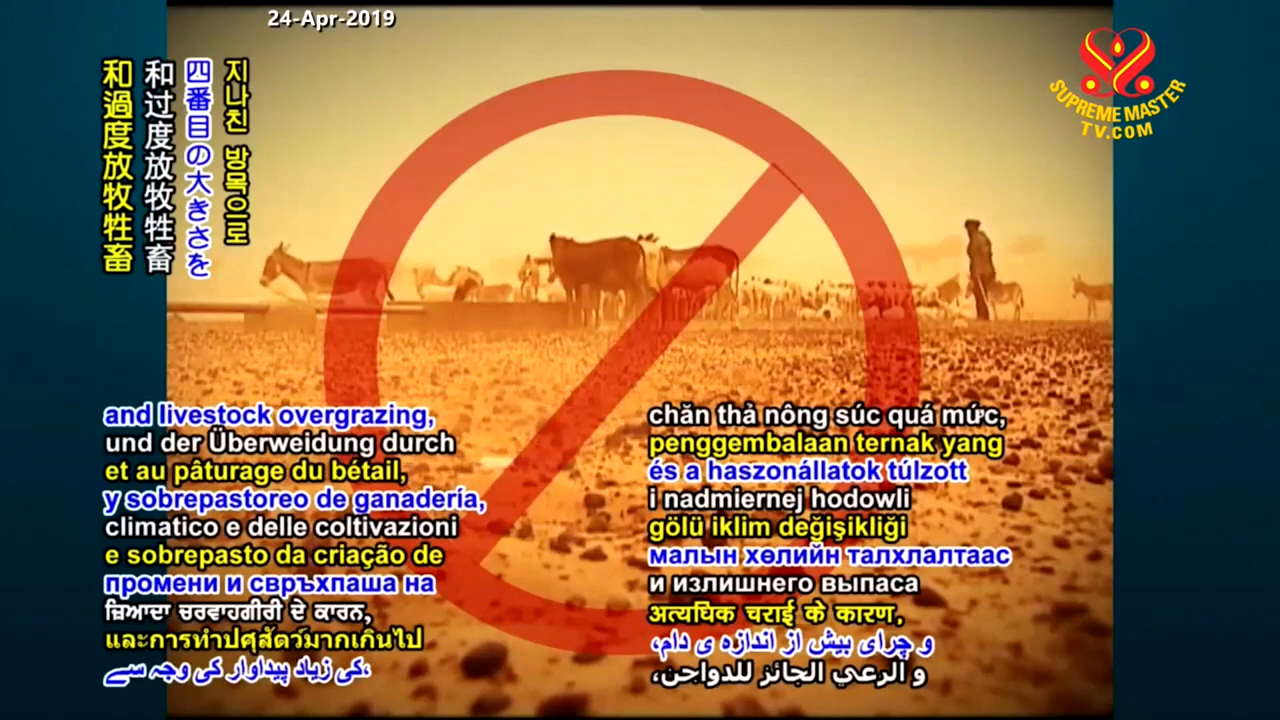 24-Apr-2019
SUPREME MASTER
TV.COM
지나친 방목으로
四番目の大きさを
和过度放牧牲畜
和過度放牧牲畜
and livestock overgrazing,
und der Überweidung durch
et au pâturage du bétail,
y sobrepastoreo de ganadería,
climatico e delle coltivazioni
e sobrepasto da criação de
промени и свръхпаша на
ਜ਼ਿਆਦਾ ਚਰਵਾਹਗੀਰੀ ਦੇ ਕਾਰਨ,
และการทำปศุสัตว์มากเกินไป
کی زیاد پیداوار کی وجہ سے،
chăn thả nông súc quá mức,
penggembalaan ternak yang
és a haszonállatok túlzott
i nadmiernej hodowli
gölü iklim değişikliği
малын хөлийн талхлалтаас
и излишнего выпаса
अत्यधिक चराई के कारण,
و چرای بیش از اندازه ی دام،
و الرعي الجائز للدواجن،